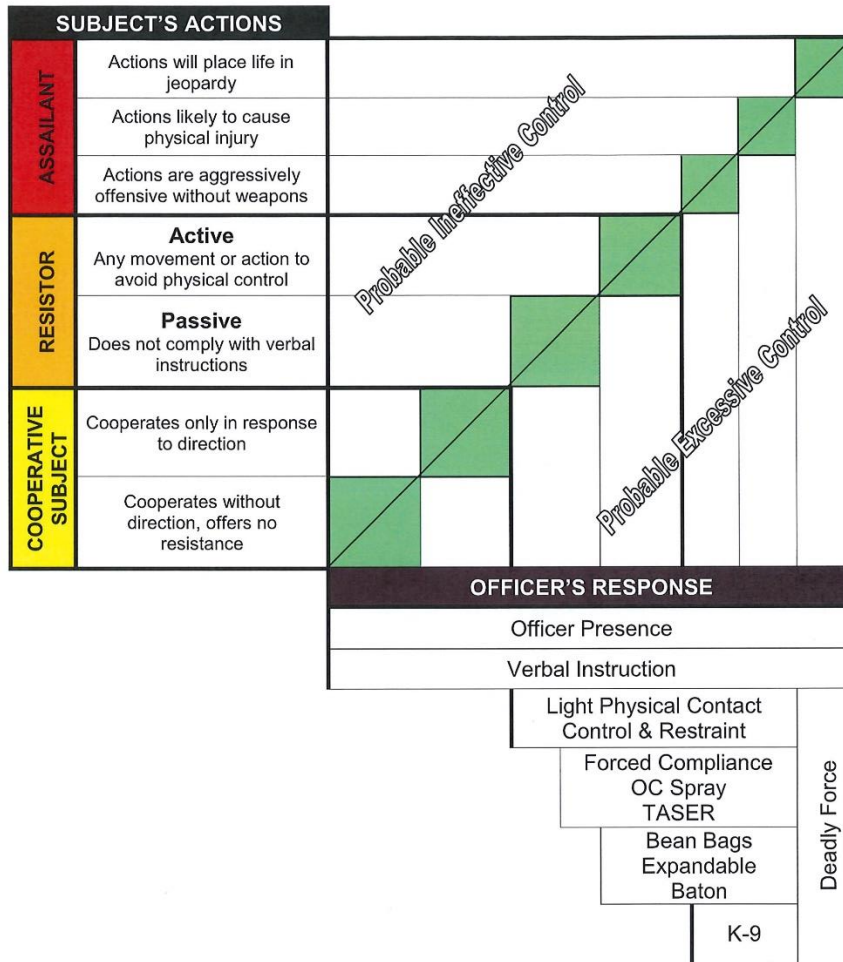 SUBJECT'S ACTIONS
ASSAILANT
Actions will place life in
jeopardy
Actions likely to cause
physical injury
Actions are aggressively
offensive without weapons
RESISTOR
Active
Any movement or action to
avoid physical control
Passive
Does not comply with verbal
instructions
COOPERATIVE
SUBJECT
Cooperates only in response
to direction
Cooperates without
direction, offers no
resistance
Probable Ineffective Control
Probable Excessive Control
OFFICER'S RESPONSE
Officer Presence
Verbal Instruction
Light Physical Contact
Control & Restraint
Forced Compliance
OC Spray
TASER
Bean Bags
Expandable
Baton
K-9
Deadly Force